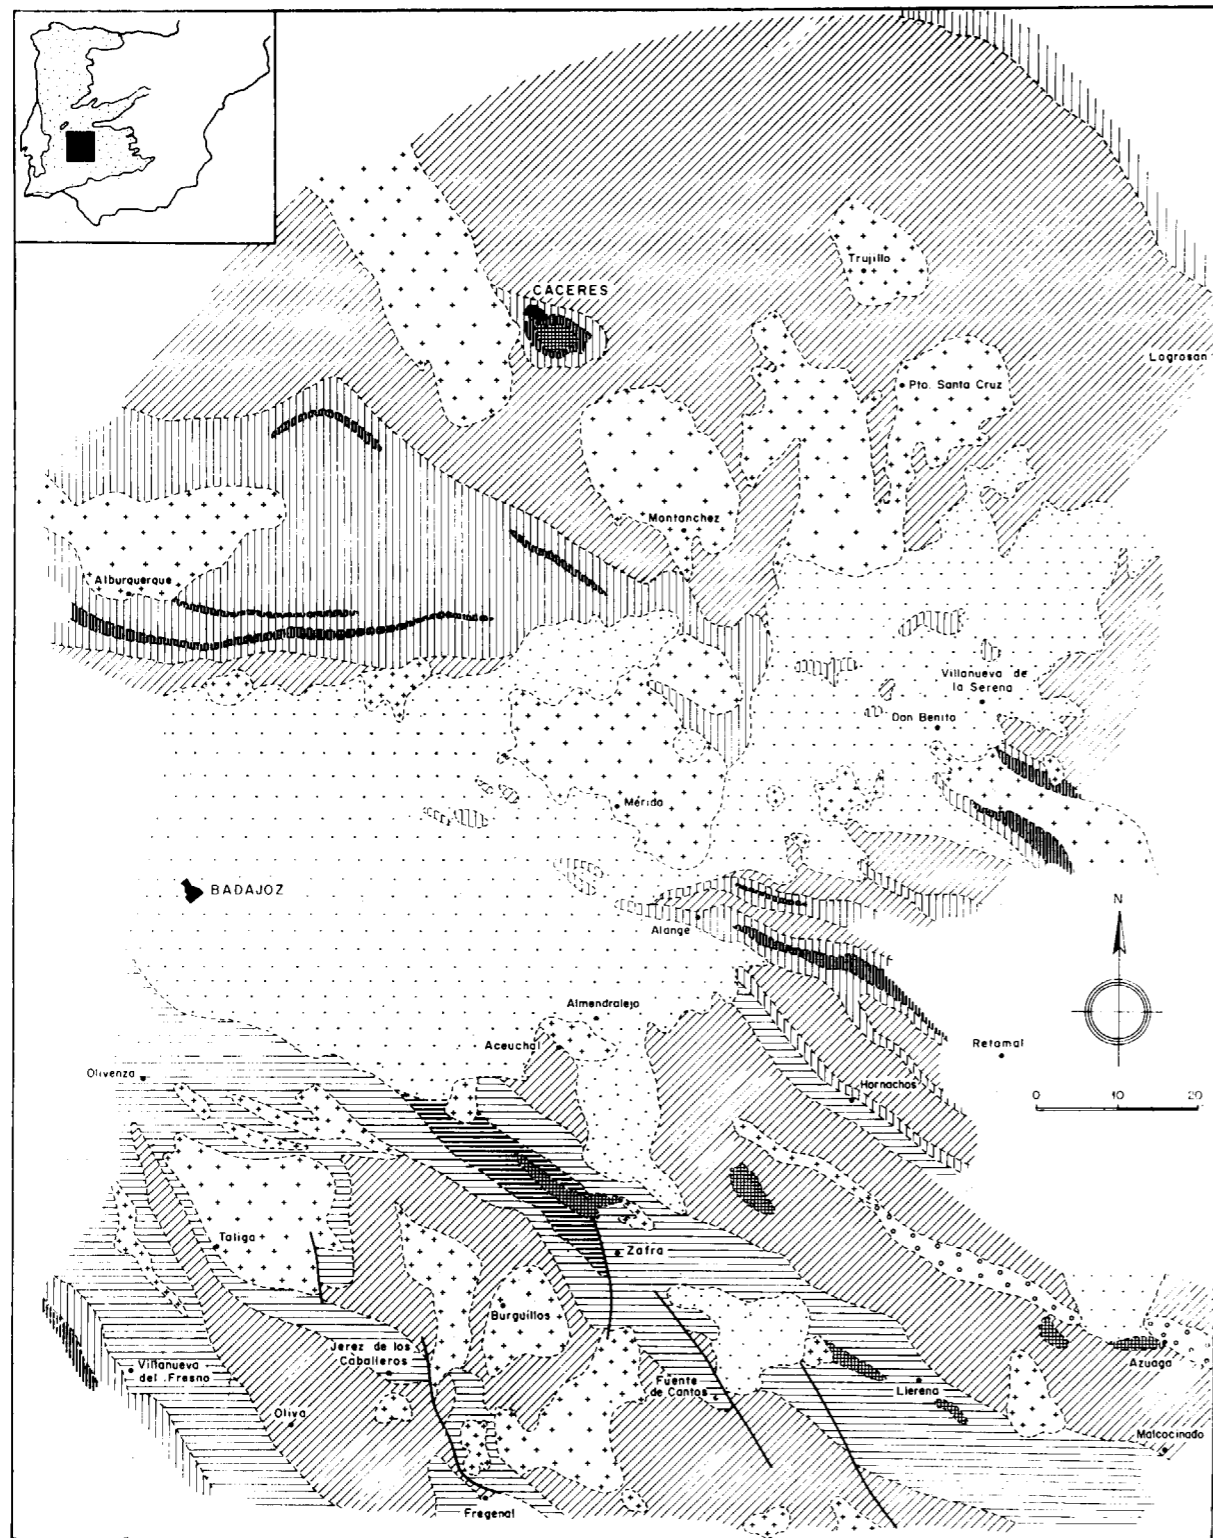 CÁCERES
Trujillo
Logrosan
Pto. Santa Cruz
Montanchez
Alburquerque
Villanueva de
la Serena
Don Benito
Mérida
BADAJOZ
N
Alange
Almendralejo
Aceuchal
Retamal
Olivenza
Hornachos
0 10 20
Taliga
Zafra
Burguillos
Jerez de los
Caballeros
Villanueva
del Fresno
Fuente
de Cantos
Llerena
Azuaga
Oliva
Malcocinado
Fregenal